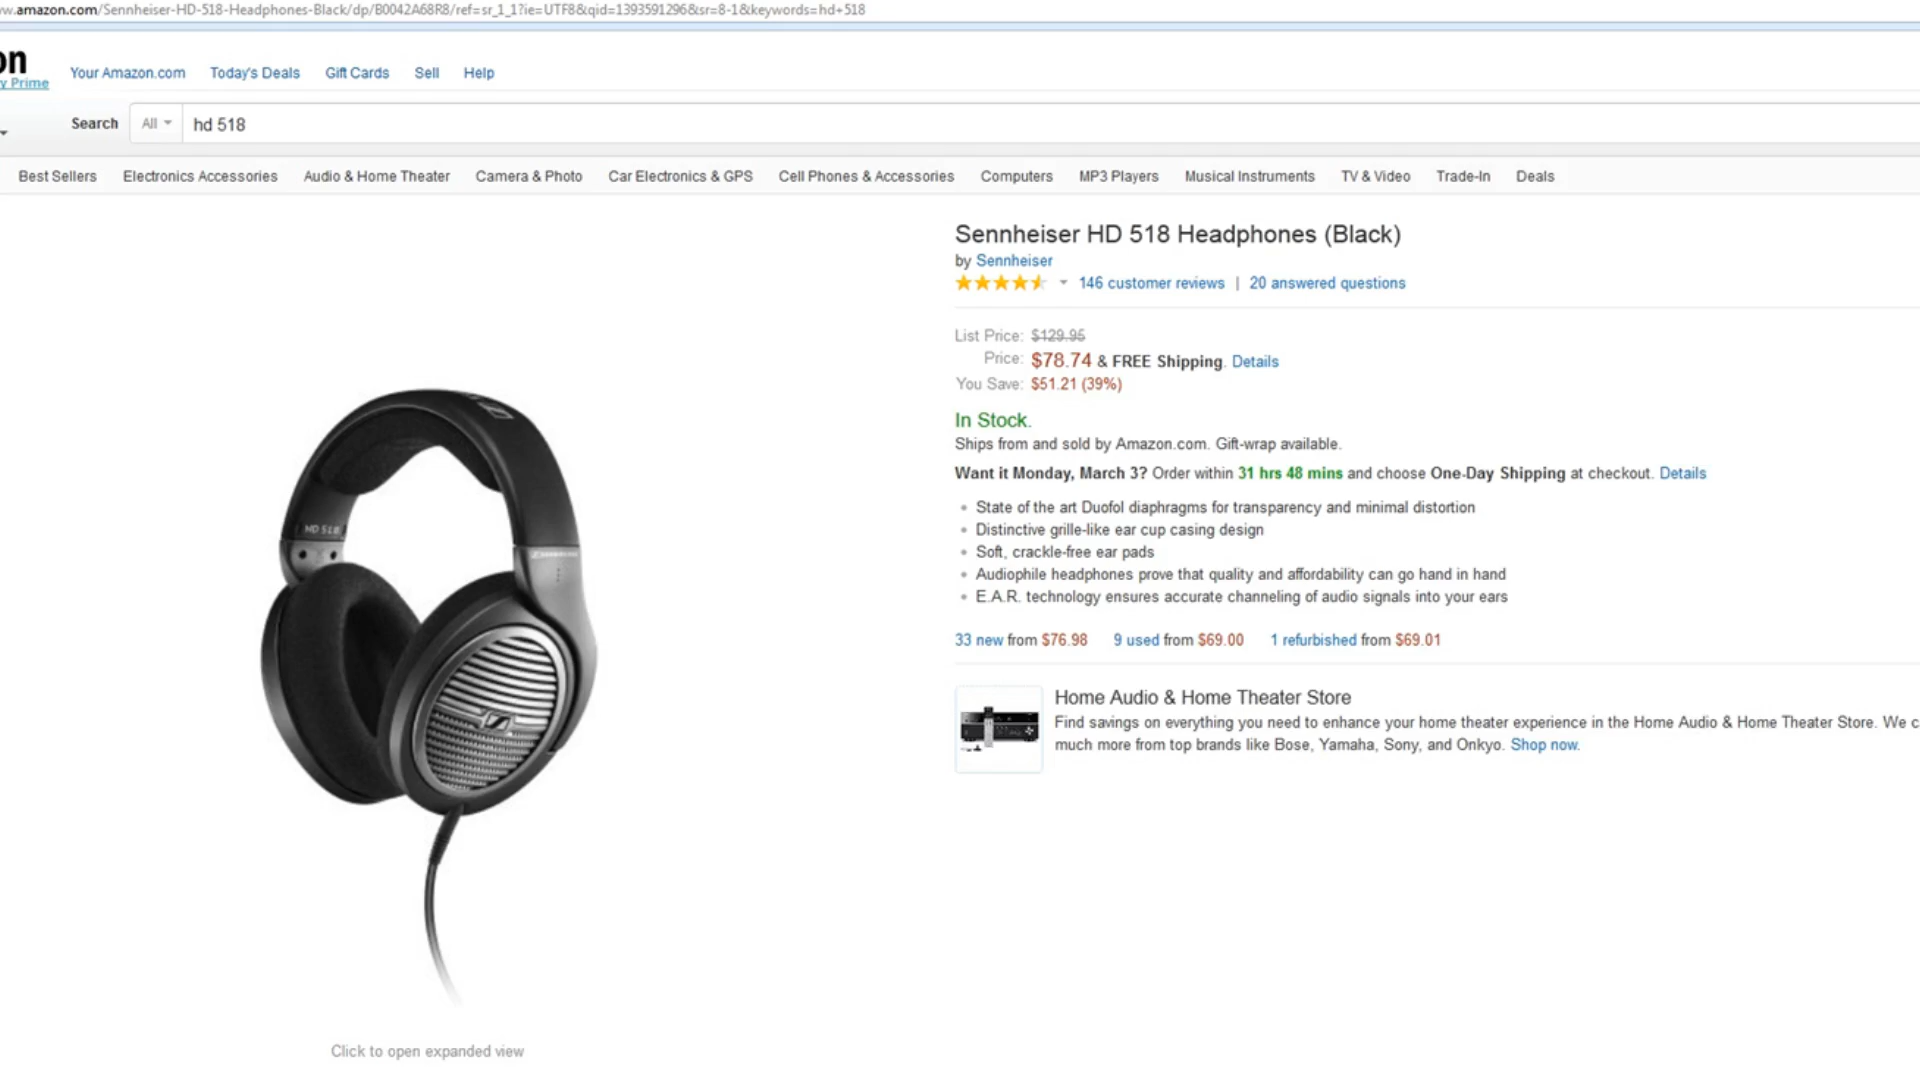 w.amazon.com/Sennheiser-HD-518-Headphones-Black/dp/B0042A68R8/ref=sr_1_1?ie=UTF8&qid=1393591296&sr=8-1&keywords=hd+518
on
y Prime
Your Amazon.com Today's Deals Gift Cards Sell Help
Search All hd 518
Best Sellers Electronics Accessories Audio & Home Theater Camera & Photo Car Electronics & GPS Cell Phones & Accessories Computers MP3 Players Musical Instruments TV & Video Trade-In Deals
Sennheiser HD 518 Headphones (Black)
by Sennheiser
146 customer reviews | 20 answered questions
List Price: $129.95
Price: $78.74 & FREE Shipping. Details
You Save: $51.21 (39%)
In Stock.
Ships from and sold by Amazon.com. Gift-wrap available.
Want it Monday, March 3? Order within 31 hrs 48 mins and choose One-Day Shipping at checkout. Details
• State of the art Duofol diaphragms for transparency and minimal distortion
• Distinctive grille-like ear cup casing design
• Soft, crackle-free ear pads
• Audiophile headphones prove that quality and affordability can go hand in hand
• E.A.R. technology ensures accurate channeling of audio signals into your ears
33 new from $76.98 9 used from $69.00 1 refurbished from $69.01
Home Audio & Home Theater Store
Find savings on everything you need to enhance your home theater experience in the Home Audio & Home Theater Store. We c
much more from top brands like Bose, Yamaha, Sony, and Onkyo. Shop now.
HD 518
Click to open expanded view